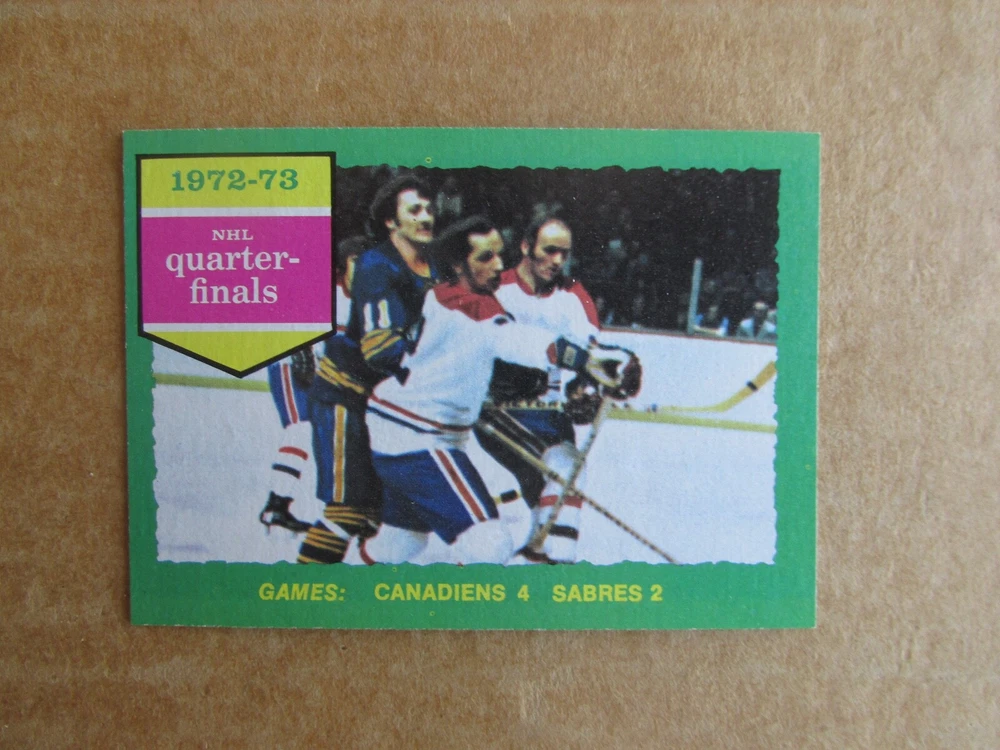 1972-73
NHL
quarter-
finals
11
GAMES: CANADIENS 4 SABRES 2